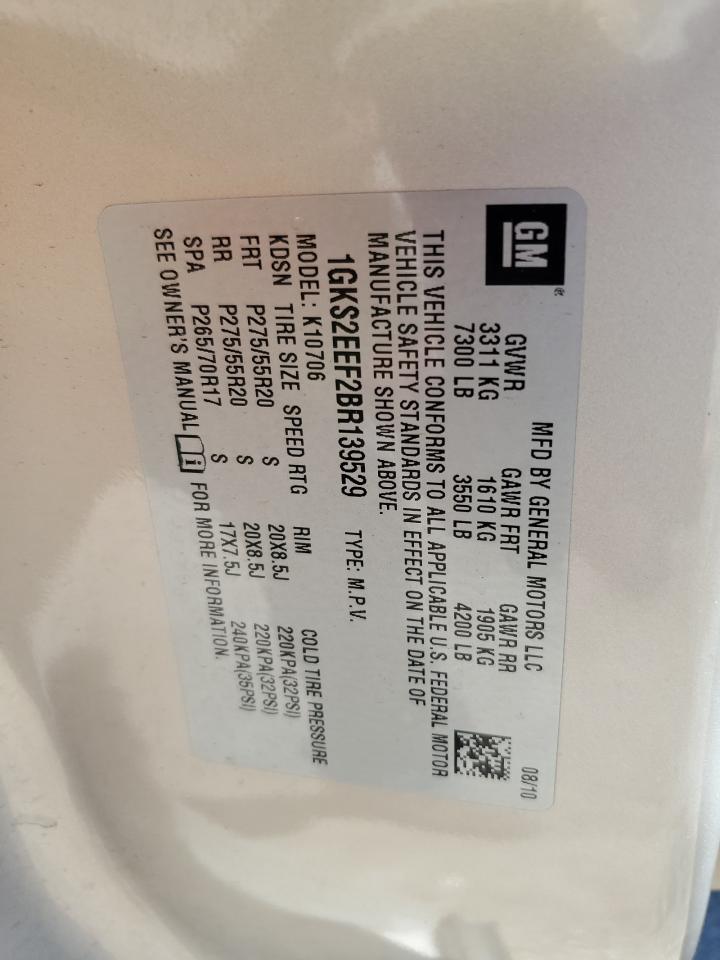 GM ®
MFD BY GENERAL MOTORS LLC 08/10
GVWR GAWR FRT GAWR RR
3311 KG 1610 KG 1905 KG
7300 LB 3550 LB 4200 LB
THIS VEHICLE CONFORMS TO ALL APPLICABLE U.S. FEDERAL MOTOR
VEHICLE SAFETY STANDARDS IN EFFECT ON THE DATE OF
MANUFACTURE SHOWN ABOVE.
1GKS2EEF2BR139529 TYPE: M.P.V.
MODEL: K10706
KDSN TIRE SIZE SPEED RTG RIM COLD TIRE PRESSURE
FRT P275/55R20 S 20X8.5J 220KPA(32PSI)
RR P275/55R20 S 20X8.5J 220KPA(32PSI)
SPA P265/70R17 S 17X7.5J 240KPA(35PSI)
SEE OWNER'S MANUAL i FOR MORE INFORMATION.